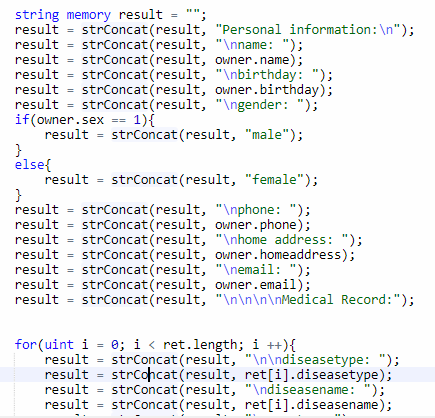 string memory result = "";
result = strConcat(result, "Personal information:\n");
result = strConcat(result, "\nname: ");
result = strConcat(result, owner.name);
result = strConcat(result, "\nbirthday: ");
result = strConcat(result, owner.birthday);
result = strConcat(result, "\ngender: ");
if(owner.sex == 1){
    result = strConcat(result, "male");
}
else{
    result = strConcat(result, "female");
}
result = strConcat(result, "\nphone: ");
result = strConcat(result, owner.phone);
result = strConcat(result, "\nhome address: ");
result = strConcat(result, owner.homeaddress);
result = strConcat(result, "\nemail: ");
result = strConcat(result, owner.email);
result = strConcat(result, "\n\n\n\nMedical Record:");
for(uint i = 0; i < ret.length; i ++){
    result = strConcat(result, "\n\ndiseasetype: ");
    result = strConcat(result, ret[i].diseasetype);
    result = strConcat(result, "\ndiseasename: ");
    result = strConcat(result, ret[i].diseasename);